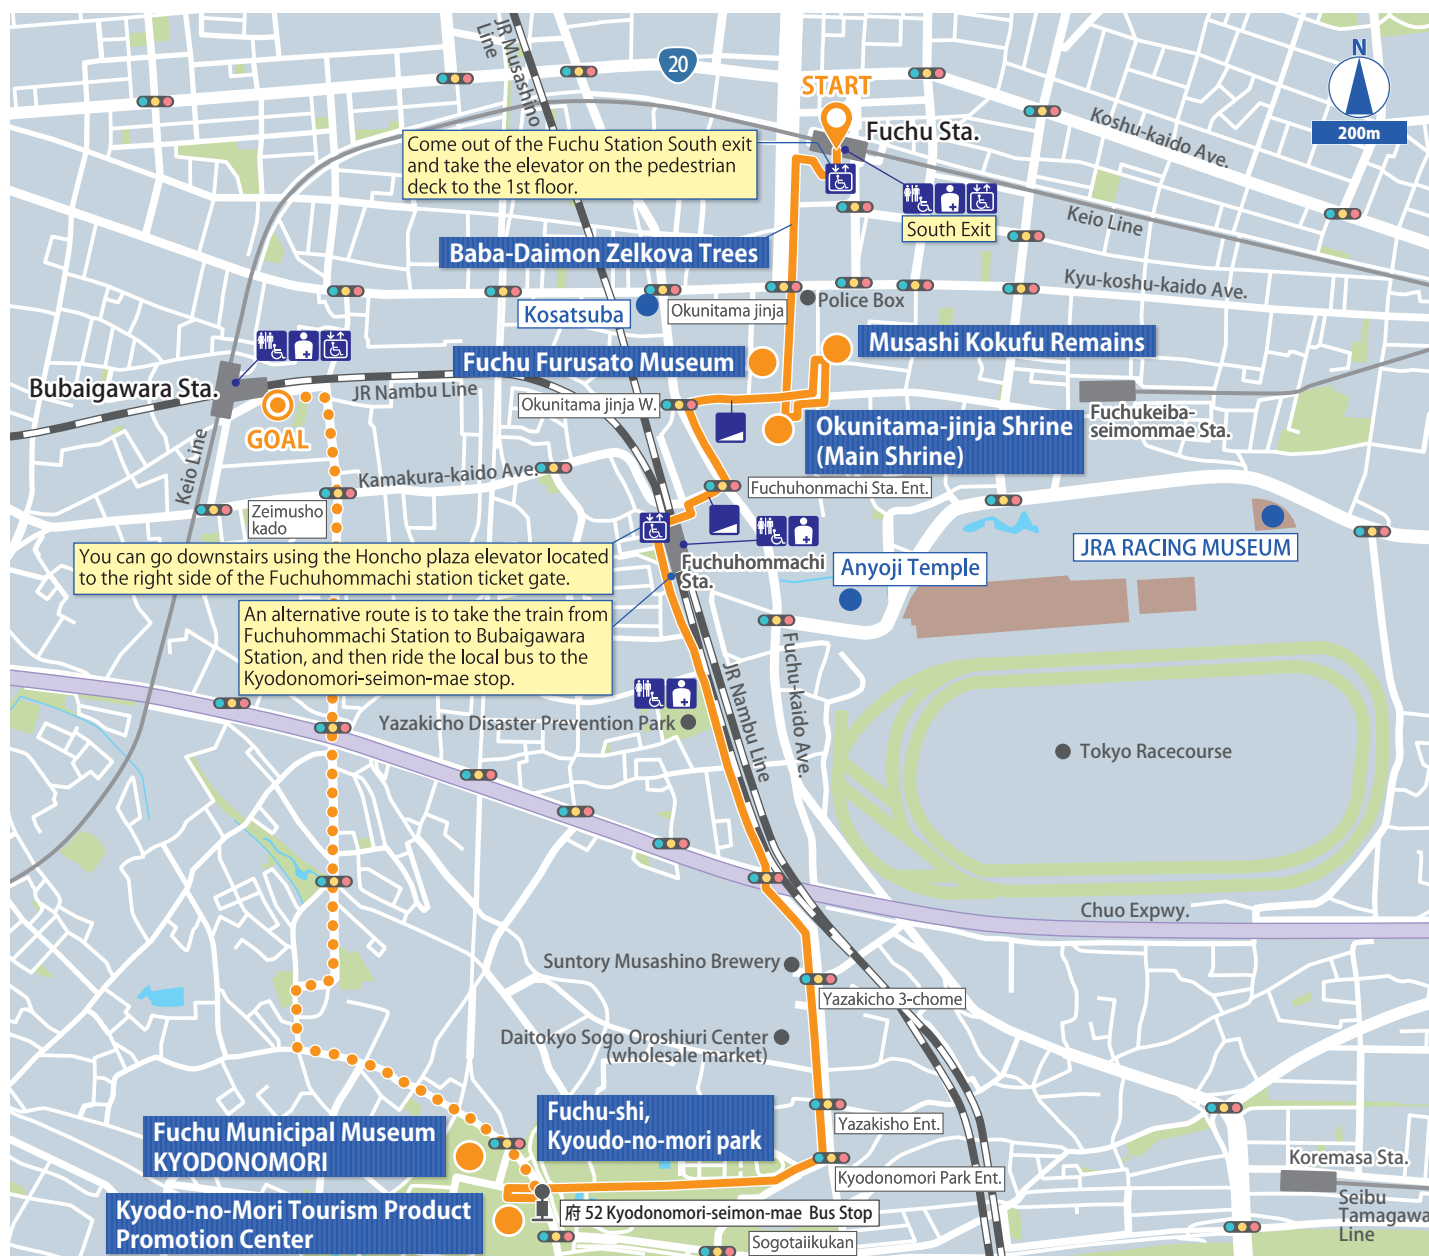 JR Musashino
Line
20
START
Fuchu Sta.
N
200m
Koshu-kaido Ave.
Come out of the Fuchu Station South exit
and take the elevator on the pedestrian
deck to the 1st floor.
South Exit
Keio Line
Baba-Daimon Zelkova Trees
Kyu-koshu-kaido Ave.
Kosatsuba
Okunitama jinja
Police Box
Musashi Kokufu Remains
Fuchu Furusato Museum
Bubaigawara Sta.
JR Nambu Line
Okunitama jinja W.
GOAL
Okunitama-jinja Shrine
(Main Shrine)
Fuchukeiba-
seimommae Sta.
Keio Line
Kamakura-kaido Ave.
Fuchuhonmachi Sta. Ent.
Zeimusho
kado
JRA RACING MUSEUM
You can go downstairs using the Honcho plaza elevator located
to the right side of the Fuchuhommachi station ticket gate.
Fuchuhommachi
Sta.
Anyoji Temple
An alternative route is to take the train from
Fuchuhommachi Station to Bubaigawara
Station, and then ride the local bus to the
Kyodonomori-seimon-mae stop.
JR Nambu Line
Fuchu-kaido Ave.
Yazakicho Disaster Prevention Park
Tokyo Racecourse
Chuo Expwy.
Suntory Musashino Brewery
Yazakicho 3-chome
Daitokyo Sogo Oroshiuri Center
(wholesale market)
Fuchu-shi,
Kyoudo-no-mori park
Yazakisho Ent.
Fuchu Municipal Museum
KYODONOMORI
Kyodonomori Park Ent.
Koremasa Sta.
Kyo-no-Mori Tourism Product
Promotion Center
府 52 Kyodonomori-seimon-mae Bus Stop
Sogotaiikukan
Seibu
Tamagawa
Line